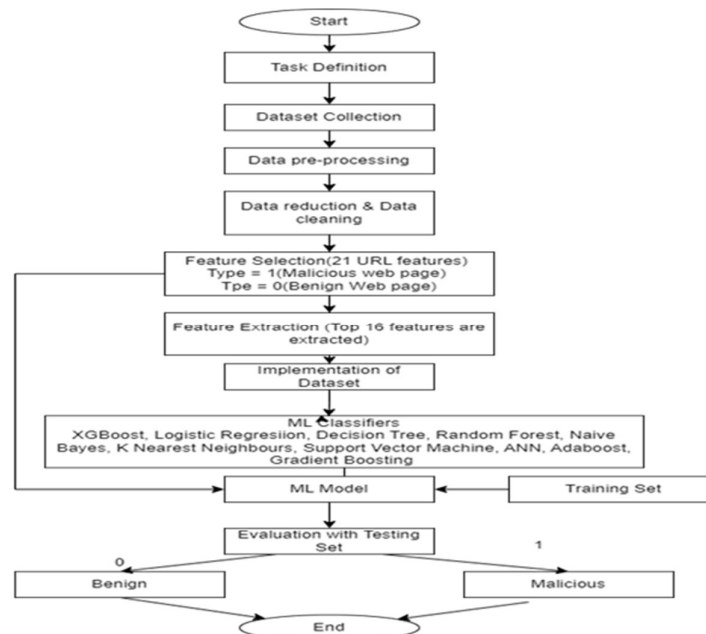 Start
Task Definition
Dataset Collection
Data pre-processing
Data reduction & Data
cleaning
Feature Selection(21 URL features)
Type = 1(Malicious web page)
Tpe = 0(Benign Web page)
Feature Extraction (Top 16 features are
extracted)
Implementation of
Dataset
ML Classifiers
XGBoost, Logistic Regresiion, Decision Tree, Random Forest, Naive
Bayes, K Nearest Neighbours, Support Vector Machine, ANN, Adaboost,
Gradient Boosting
ML Model
Training Set
Evaluation with Testing
Set
0
1
Benign
Malicious
End